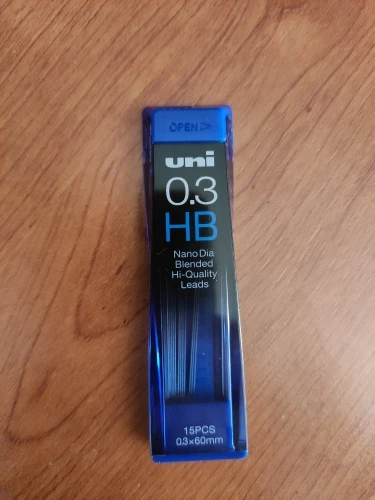 OPEN >
uni
0.3
HB
Nano Dia
Blended
Hi-Quality
Leads
15PCS
0.3×60mm